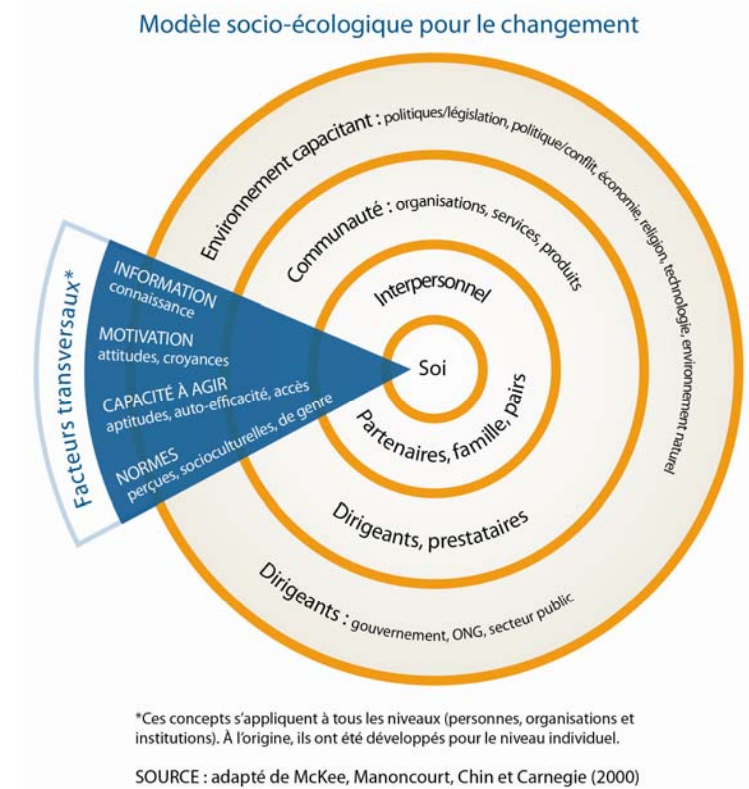 Modèle socio-écologique pour le changement
Environnement capacitant : politiques/législation, politique/conflit, économie, religion, technologie, environnement naturel
Communauté : organisations, services, produits
Interpersonnel
Soi
Partenaires, famille, pairs
Dirigeants, prestataires
Dirigeants : gouvernement, ONG, secteur public
Facteurs transversaux*
INFORMATION
connaissance
MOTIVATION
attitudes, croyances
CAPACITÉ À AGIR
aptitudes, auto-efficacité, accès
NORMES
perçues, socioculturelles, de genre
*Ces concepts s’appliquent à tous les niveaux (personnes, organisations et
institutions). À l’origine, ils ont été développés pour le niveau individuel.
SOURCE : adapté de McKee, Manoncourt, Chin et Carnegie (2000)